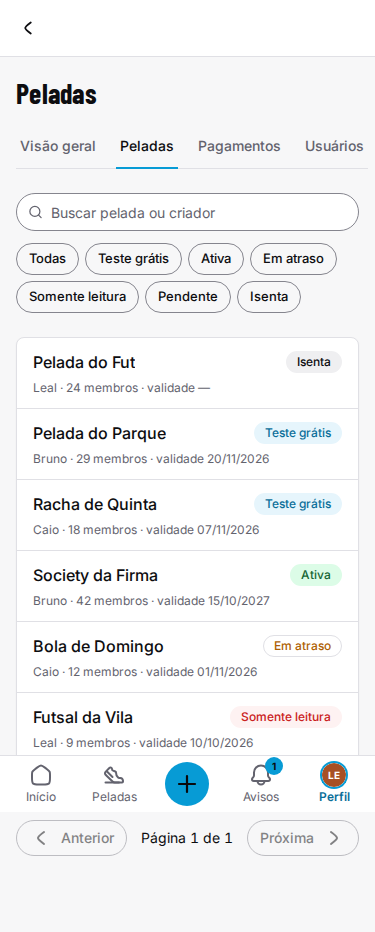 Peladas
Visão geral Peladas Pagamentos Usuários
Buscar pelada ou criador
Todas Teste grátis Ativa Em atraso
Somente leitura Pendente Isenta
Pelada do Fut Isenta
Leal · 24 membros · validade —
Pelada do Parque Teste grátis
Bruno · 29 membros · validade 20/11/2026
Racha de Quinta Teste grátis
Caio · 18 membros · validade 07/11/2026
Society da Firma Ativa
Bruno · 42 membros · validade 15/10/2027
Bola de Domingo Em atraso
Caio · 12 membros · validade 01/11/2026
Futsal da Vila Somente leitura
Leal · 9 membros · validade 10/10/2026
1
LE
Início Peladas Avisos Perfil
Anterior Página 1 de 1 Próxima